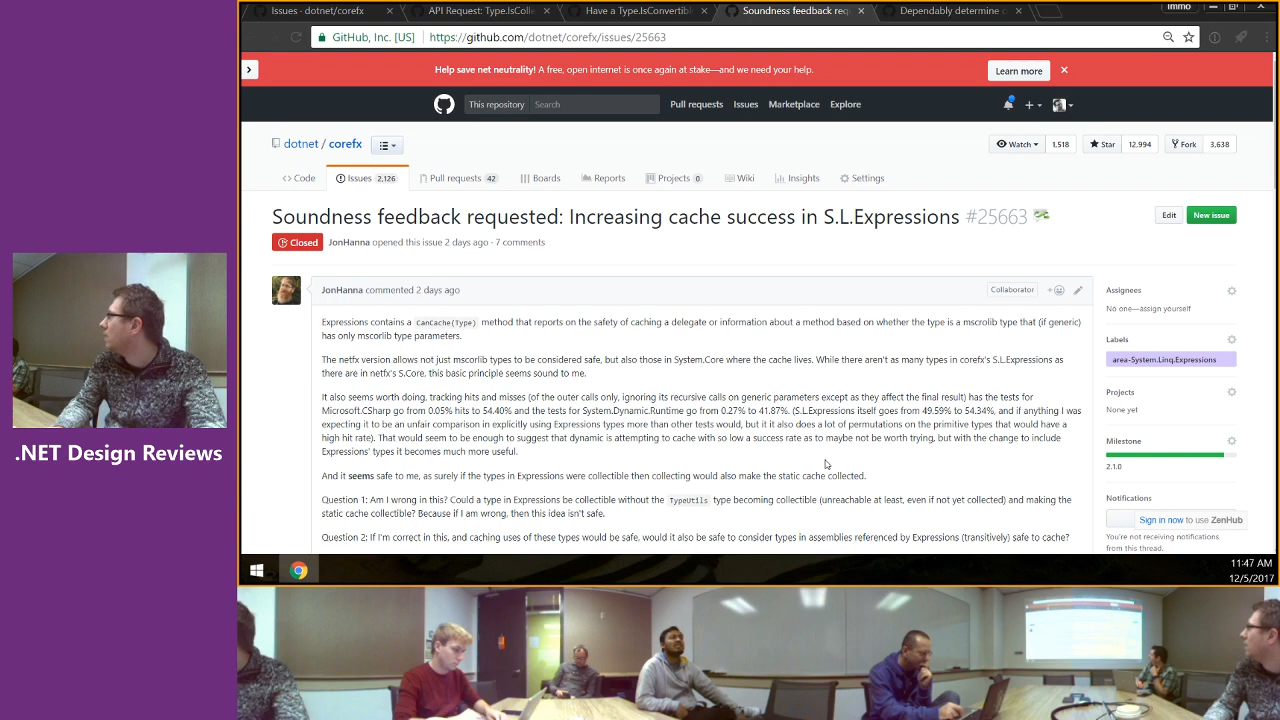 Issues - dotnet/corefx
API Request: Type.IsColle
Have a Type.IsConvertibl
Soundness feedback req
Dependably determine c
Immo
GitHub, Inc. [US]
https://github.com/dotnet/corefx/issues/25663
Help save net neutrality! A free, open internet is once again at stake—and we need your help.
Learn more
This repository
Search
Pull requests
Issues
Marketplace
Explore
dotnet / corefx
Watch
1,518
Star
12,994
Fork
3,638
Code
Issues 2,126
Pull requests 42
Boards
Reports
Projects 0
Wiki
Insights
Settings
Soundness feedback requested: Increasing cache success in S.L.Expressions #25663
Edit
New issue
Closed
JonHanna opened this issue 2 days ago · 7 comments
JonHanna commented 2 days ago
Collaborator
Expressions contains a CanCache(Type) method that reports on the safety of caching a delegate or information about a method based on whether the type is a mscrolib type that (if generic)
has only mscorlib type parameters.
The netfx version allows not just mscorlib types to be considered safe, but also those in System.Core where the cache lives. While there aren't as many types in corefx's S.L.Expressions as
there are in netfx's S.Core, this basic principle seems sound to me.
It also seems worth doing, tracking hits and misses (of the outer calls only, ignoring its recursive calls on generic parameters except as they affect the final result) has the tests for
Microsoft.CSharp go from 0.05% hits to 54.40% and the tests for System.Dynamic.Runtime go from 0.27% to 41.87%. (S.L.Expressions itself goes from 49.59% to 54.34%, and if anything I was
expecting it to be an unfair comparison in explicitly using Expressions types more than other tests would, but it it also does a lot of permutations on the primitive types that would have a
high hit rate). That would seem to be enough to suggest that dynamic is attempting to cache with so low a success rate as to maybe not be worth trying, but with the change to include
Expressions' types it becomes much more useful.
And it seems safe to me, as surely if the types in Expressions were collectible then collecting would also make the static cache collected.
Question 1: Am I wrong in this? Could a type in Expressions be collectible without the TypeUtils type becoming collectible (unreachable at least, even if not yet collected) and making the
static cache collectible? Because if I am wrong, then this idea isn't safe.
Question 2: If I'm correct in this, and caching uses of these types would be safe, would it also be safe to consider types in assemblies referenced by Expressions (transitively) safe to cache?
Assignees
No one—assign yourself
Labels
area-System.Linq.Expressions
Projects
None yet
Milestone
2.1.0
Notifications
Sign in now to use ZenHub
You're not receiving notifications
from this thread.
11:47 AM
12/5/2017
.NET Design Reviews